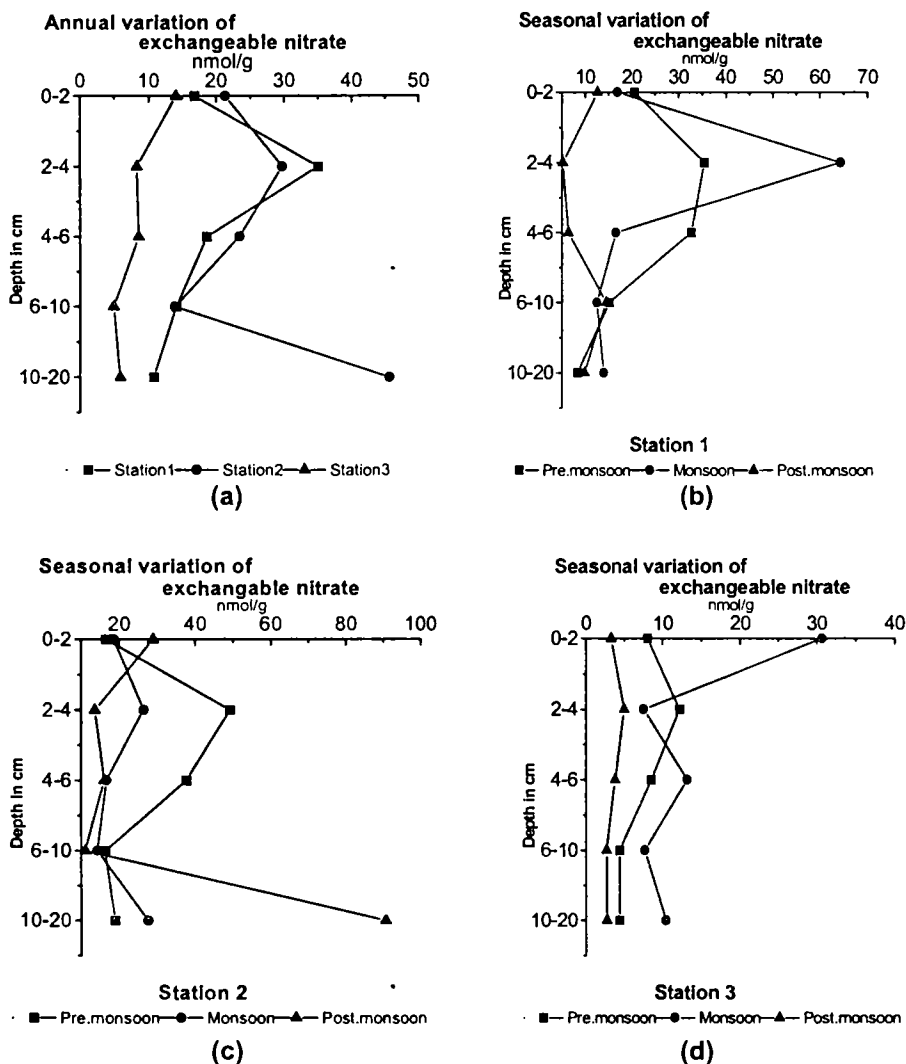 Annual variation of
exchangeable nitrate
nmol/g
0 10 20 30 40 50
0-2
2-4
4-6
6-10
10-20
Depth in cm
Station1 Station2 Station3
(a)
Seasonal variation of
exchangeable nitrate
nmol/g
10 20 30 40 50 60 70
0-2
2-4
4-6
6-10
10-20
Depth in cm
Station 1
Pre.monsoon Monsoon Post.monsoon
(b)
Seasonal variation of
exchangable nitrate
nmol/g
20 40 60 80 100
0-2
2-4
4-6
6-10
10-20
Depth in cm
Station 2
Pre.monsoon Monsoon Post.monsoon
(c)
Seasonal variation of
exchangeable nitrate
nmol/g
0 10 20 30 40
0-2
2-4
4-6
6-10
10-20
Depth in cm
Station 3
Pre.monsoon Monsoon Post.monsoon
(d)